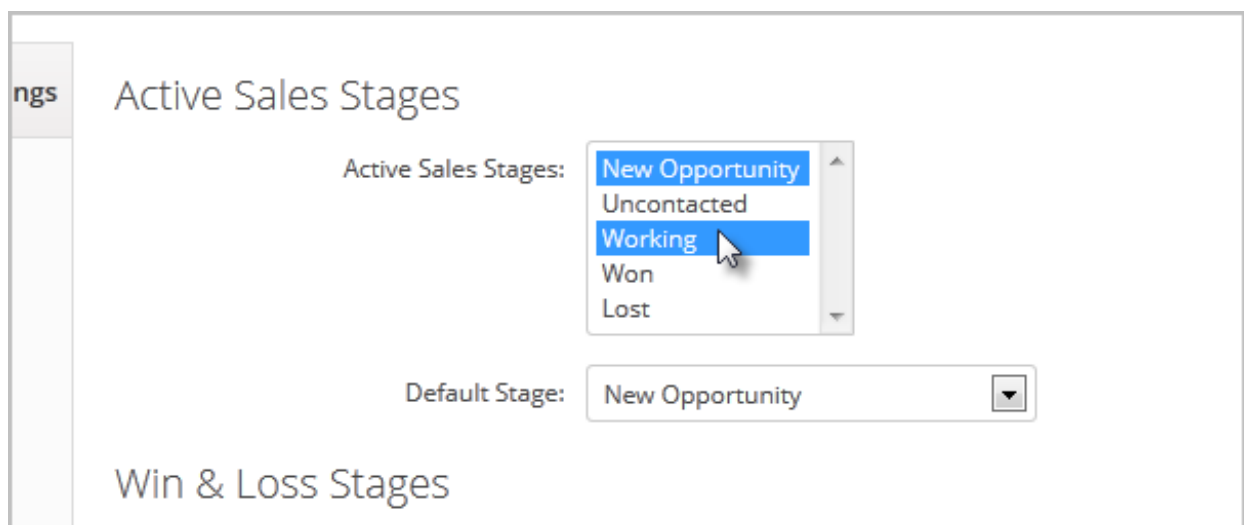 ngs
Active Sales Stages
Active Sales Stages:
New Opportunity
Uncontacted
Working
Won
Lost
Default Stage:
New Opportunity
Win & Loss Stages